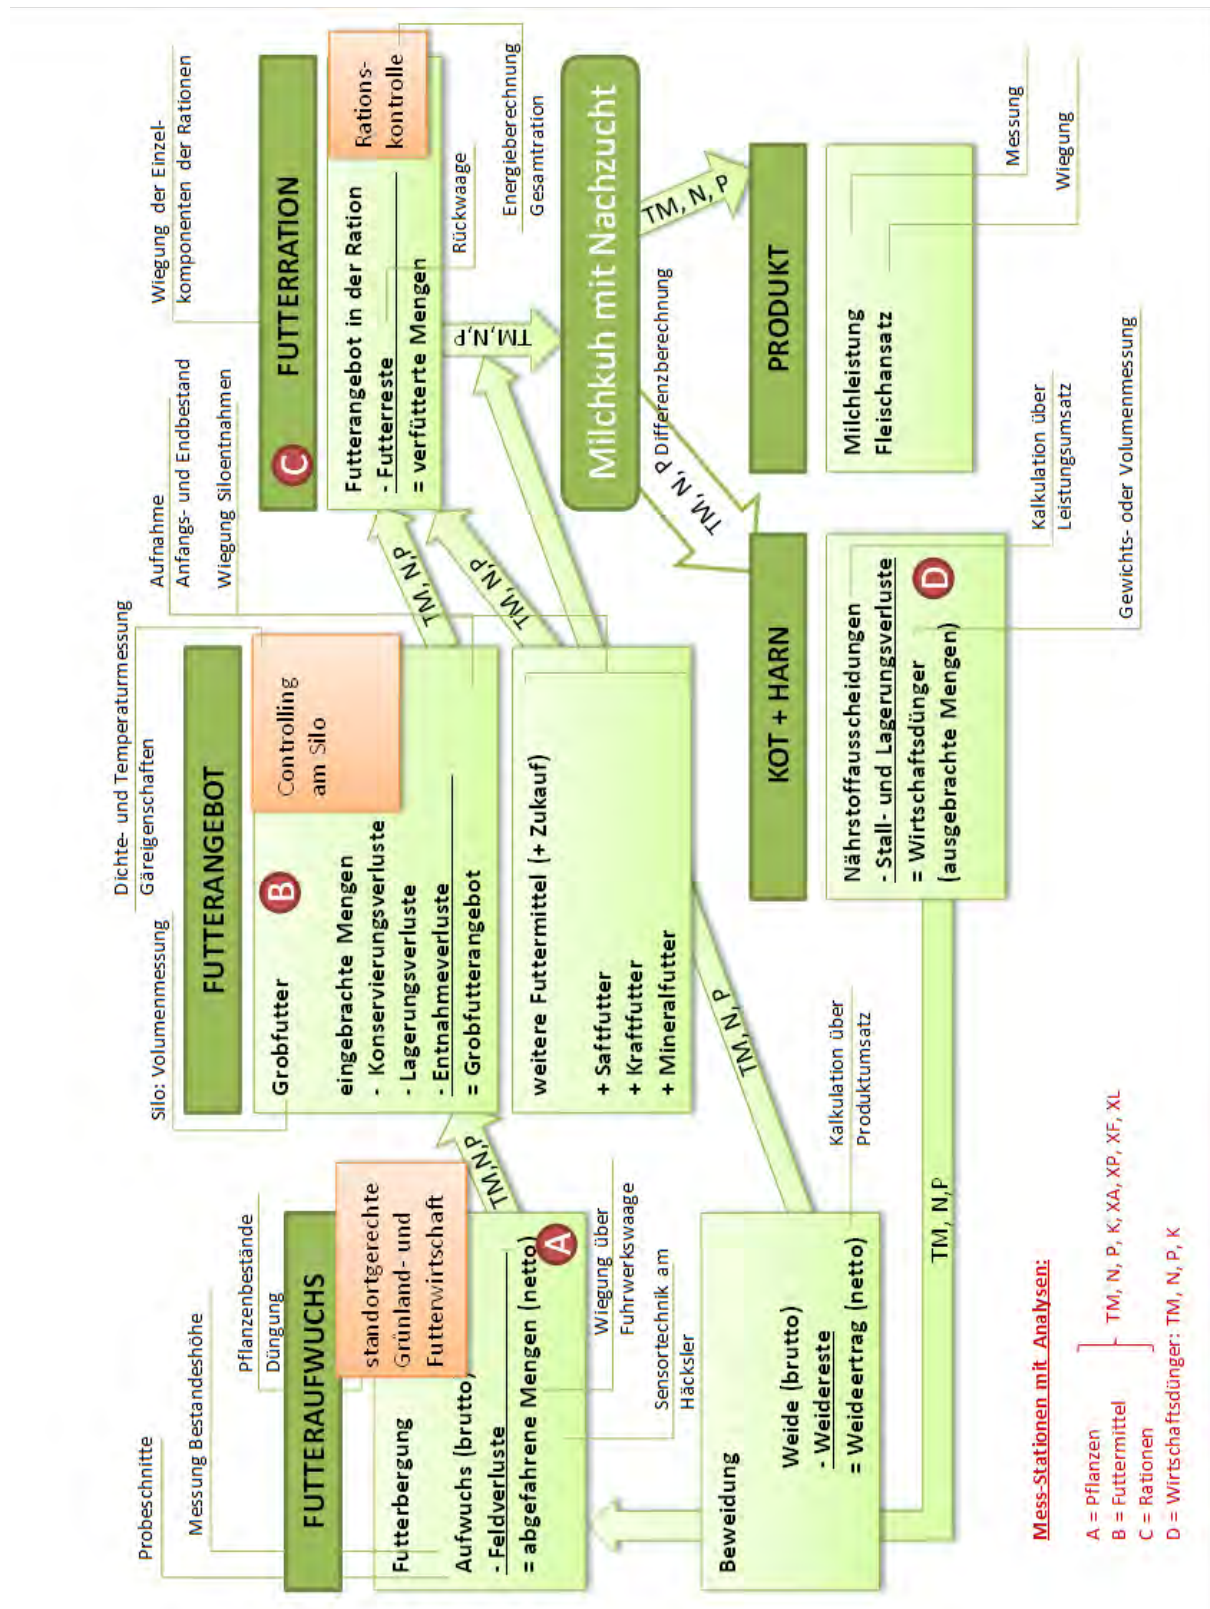 Probeschnitte
Messung Bestandeshöhe
Pflanzenbestände
Düngung
FUTTERAUFWUCHS
standortgerechte
Grünland- und
Futterwirtschaft
Futterbergung
Aufwuchs (brutto)
- Feldverluste
= abgefahrene Mengen (netto)
A
Wiegung über
Fuhrwerkswaage
Sensortechnik am
Häcksler
Beweidung
Weide (brutto)
- Weidereste
= Weideertrag (netto)
Kalkulation über
Produktumsatz
TM,N,P
TM, N, P
TM, N,P
Silo: Volumenmessung
Dichte- und Temperaturmessung
Gäreigenschaften
FUTTERANGEBOT
Controlling
am Silo
B
Grobfutter
eingebrachte Mengen
- Konservierungsverluste
- Lagerungsverluste
- Entnahmeverluste
= Grobfutterangebot
weitere Futtermittel (+ Zukauf)
+ Saftfutter
+ Kraftfutter
+ Mineralfutter
Aufnahme
Anfangs- und Endbestand
Wiegung Siloentnahmen
TM, N,P
TM, N,P
Wiegung der Einzel-
komponenten der Rationen
C
FUTTERRATION
Rations-
kontrolle
Futterangebot in der Ration
- Futterreste
= verfütterte Mengen
Rückwaage
Energieberechnung
Gesamtration
TM,N,P
Milchkuh mit Nachzucht
TM, N, P
Differenzberechnung
TM, N, P
KOT + HARN
Nährstoffausscheidungen
- Stall- und Lagerungsverluste
= Wirtschaftsdünger
(ausgebrachte Mengen)
D
Kalkulation über
Leistungsumsatz
Gewichts- oder Volumenmessung
PRODUKT
Milchleistung
Fleischansatz
Messung
Wiegung
Mess-Stationen mit Analysen:
A = Pflanzen
B = Futtermittel - TM, N, P, K, XA, XP, XF, XL
C = Rationen
D = Wirtschaftsdünger: TM, N, P, K